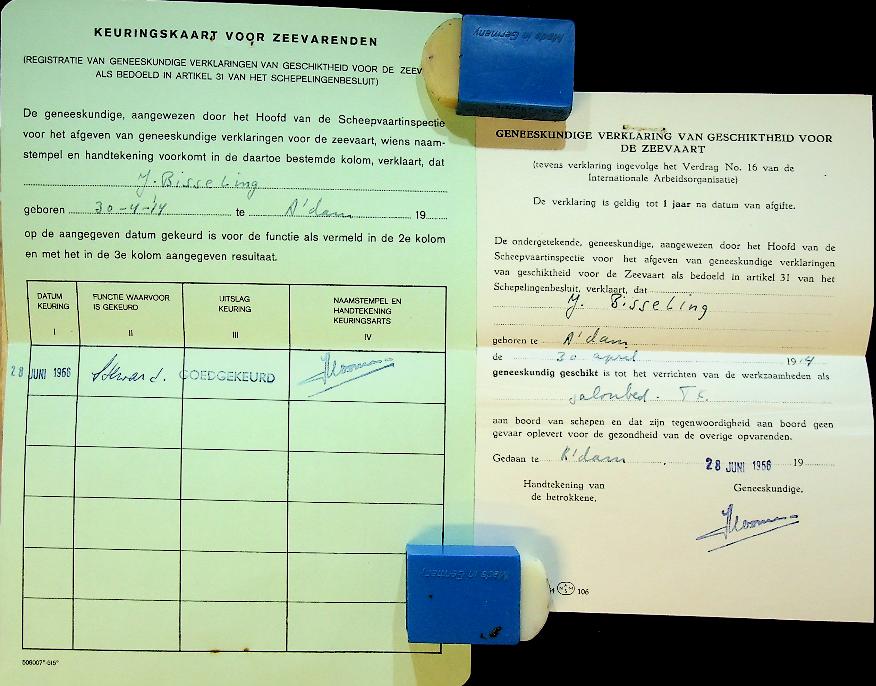 KEURINGSKAART VOOR ZEEVARENDEN
(REGISTRATIE VAN GENEESKUNDIGE VERKLARINGEN VAN GESCHIKTHEID VOOR DE ZEEV
ALS BEDOELD IN ARTIKEL 31 VAN HET SCHEPELINGENBESLUIT)
De geneeskundige, aangewezen door het Hoofd van de Scheepvaartinspectie
voor het afgeven van geneeskundige verklaringen voor de zeevaart, wiens naam-
stempel en handtekening voorkomt in de daartoe bestemde kolom, verklaart, dat
Y. Bisseling
geboren 30-4-14 te A'dam 19
op de aangegeven datum gekeurd is voor de functie als vermeld in de 2e kolom
en met het in de 3e kolom aangegeven resultaat.
DATUM KEURING I
FUNCTIE WAARVOOR IS GEKEURD II
UITSLAG KEURING III
NAAMSTEMPEL EN HANDTEKENING KEURINGSARTS IV
28 JUNI 1956 Steward. GOEDGEKEURD
506007*-515*
Made in Germany
GENEESKUNDIGE VERKLARING VAN GESCHIKTHEID VOOR
DE ZEEVAART
(tevens verklaring ingevolge het Verdrag No. 16 van de
Internationale Arbeidsorganisatie)
De verklaring is geldig tot 1 jaar na datum van afgifte.
De ondergetekende, geneeskundige, aangewezen door het Hoofd van de
Scheepvaartinspectie voor het afgeven van geneeskundige verklaringen
van geschiktheid voor de Zeevaart als bedoeld in artikel 31 van het
Schepelingenbesluit, verklaart, dat
Y. Bisseling
geboren te A'dam
de 30 april 1914
geneeskundig geschikt is tot het verrichten van de werkzaamheden als
salonbed.
aan boord van schepen en dat zijn tegenwoordigheid aan boord geen
gevaar oplevert voor de gezondheid van de overige opvarenden.
Gedaan te A'dam, 28 JUNI 1956 19
Handtekening van
de betrokkene,
Geneeskundige,
106
Made in Germany